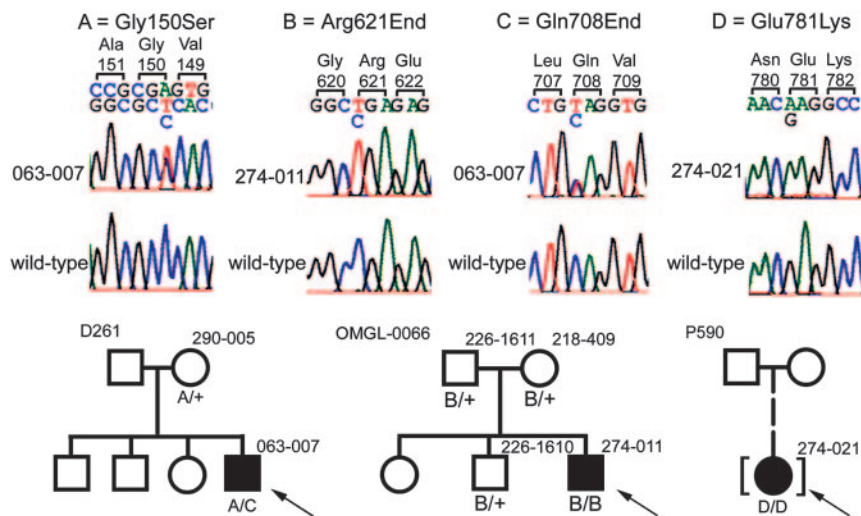 A = Gly150Ser
B = Arg621End
C = Gln708End
D = Glu781Lys
Ala Gly Val
151 150 149
CCGCGAGTG
GGCGCTCAC
C
Gly Arg Glu
620 621 622
GGCTGAGAG
C
Leu Gln Val
707 708 709
CTGTAGGTG
C
Asn Glu Lys
780 781 782
AACAAGGCC
G
063-007
274-011
063-007
274-021
wild-type
wild-type
wild-type
wild-type
D261
290-005
A/+
063-007
A/C
OMGL-0066
226-1611
218-409
B/+
B/+
226-1610
274-011
B/+
B/B
P590
274-021
[ ]
D/D